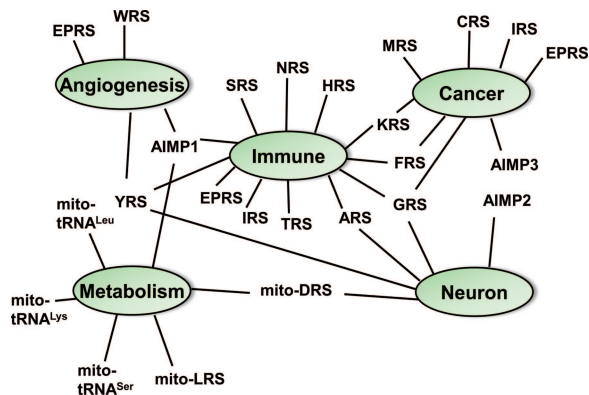 WRS
EPRS
CRS
IRS
MRS
EPRS
NRS
SRS
HRS
Angiogenesis
Cancer
KRS
AIMP1
Immune
FRS
AIMP3
EPRS
YRS
IRS
TRS
ARS
GRS
AIMP2
mito-
tRNALeu
Metabolism
mito-DRS
Neuron
mito-
tRNALys
mito-
tRNASer
mito-LRS